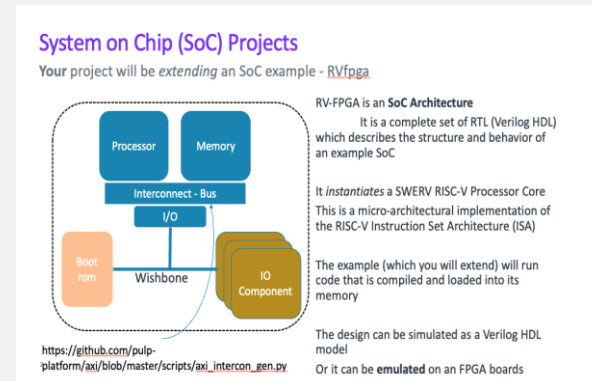 System on Chip (SoC) Projects
Your project will be extending an SoC example - RVfpga
Processor
Memory
Interconnect - Bus
I/O
Boot
rom
Wishbone
IO
Component
https://github.com/pulp-
platform/axi/blob/master/scripts/axi_intercon_gen.py
RV-FPGA is an SoC Architecture
It is a complete set of RTL (Verilog HDL)
which describes the structure and behavior of
an example SoC
It instantiates a SWERV RISC-V Processor Core
This is a micro-architectural implementation of
the RISC-V Instruction Set Architecture (ISA)
The example (which you will extend) will run
code that is compiled and loaded into its
memory
The design can be simulated as a Verilog HDL
model
Or it can be emulated on an FPGA boards